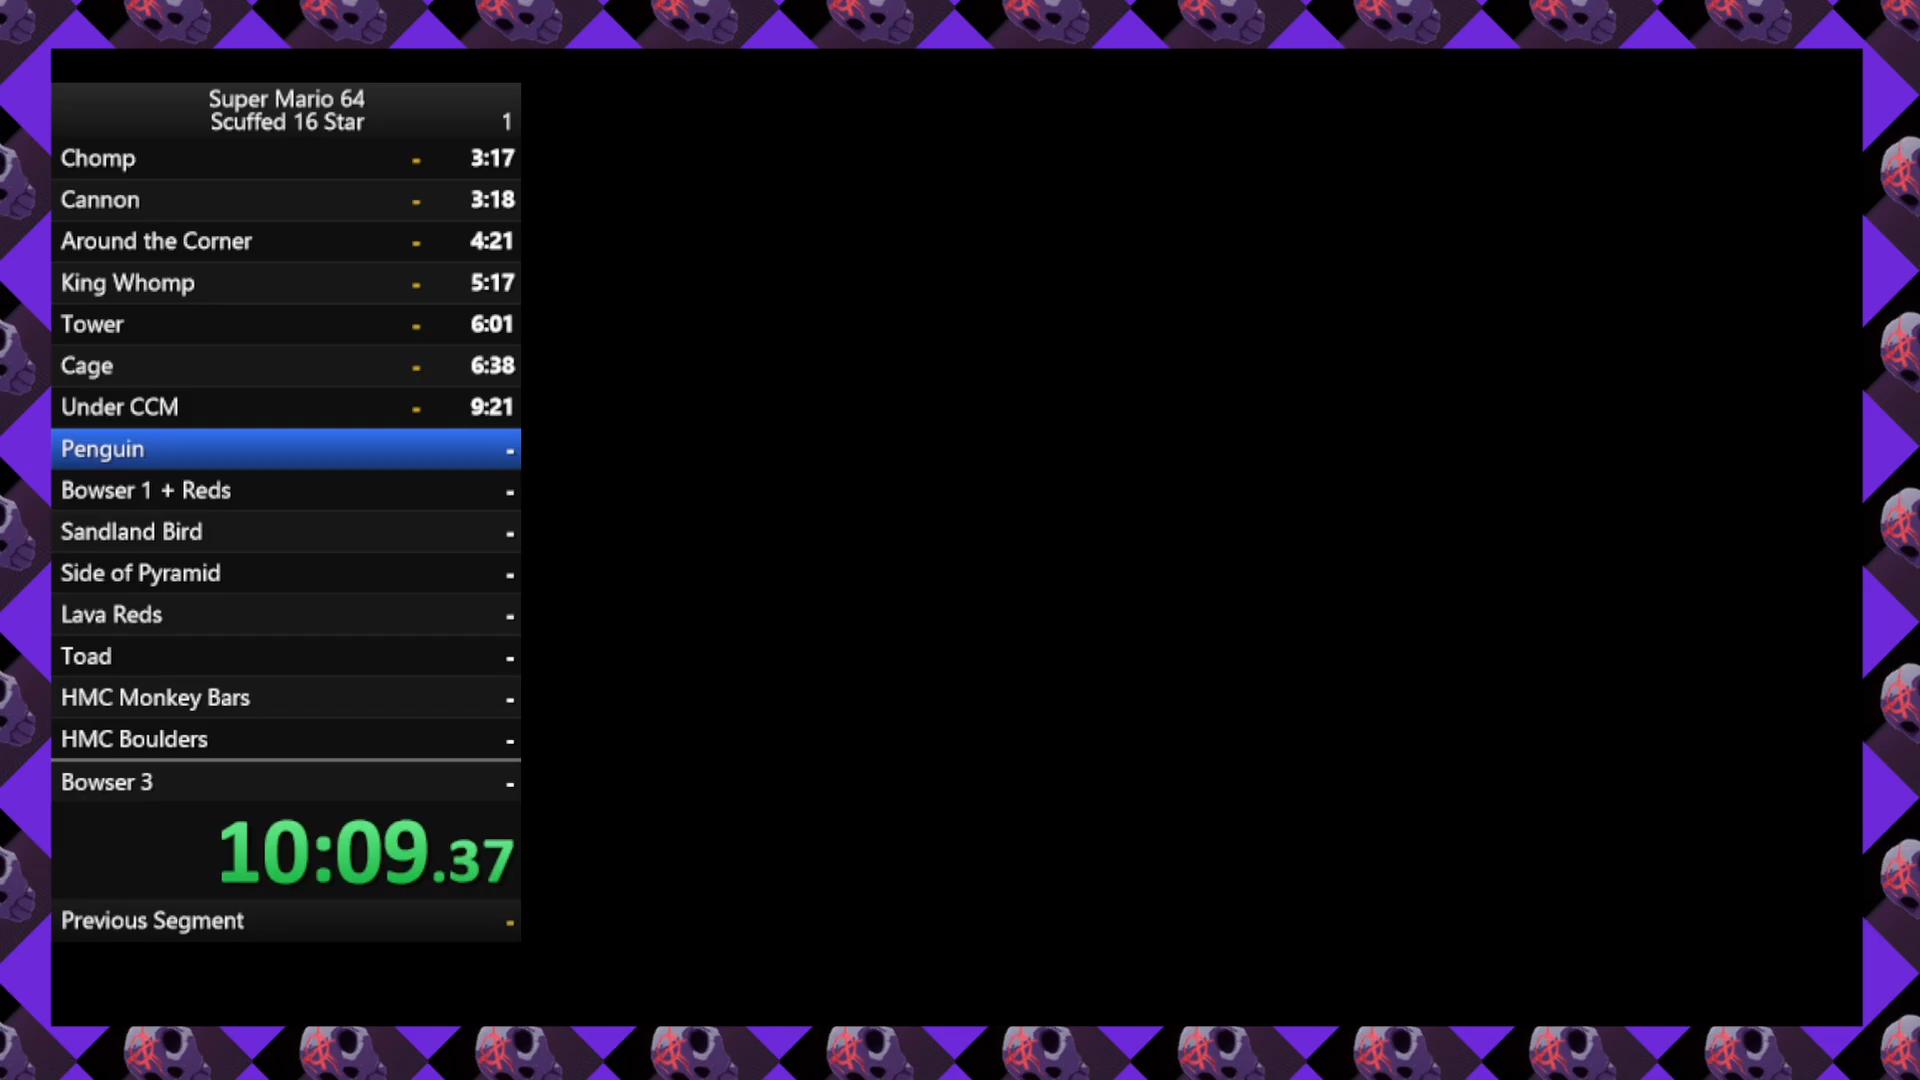 Super Mario 64
Scuffed 16 Star 1
Chomp - 3:17
Cannon - 3:18
Around the Corner - 4:21
King Whomp - 5:17
Tower - 6:01
Cage - 6:38
Under CCM - 9:21
Penguin -
Bowser 1 + Reds -
Sandland Bird -
Side of Pyramid -
Lava Reds -
Toad -
HMC Monkey Bars -
HMC Boulders -
Bowser 3 -
10:09.37
Previous Segment -